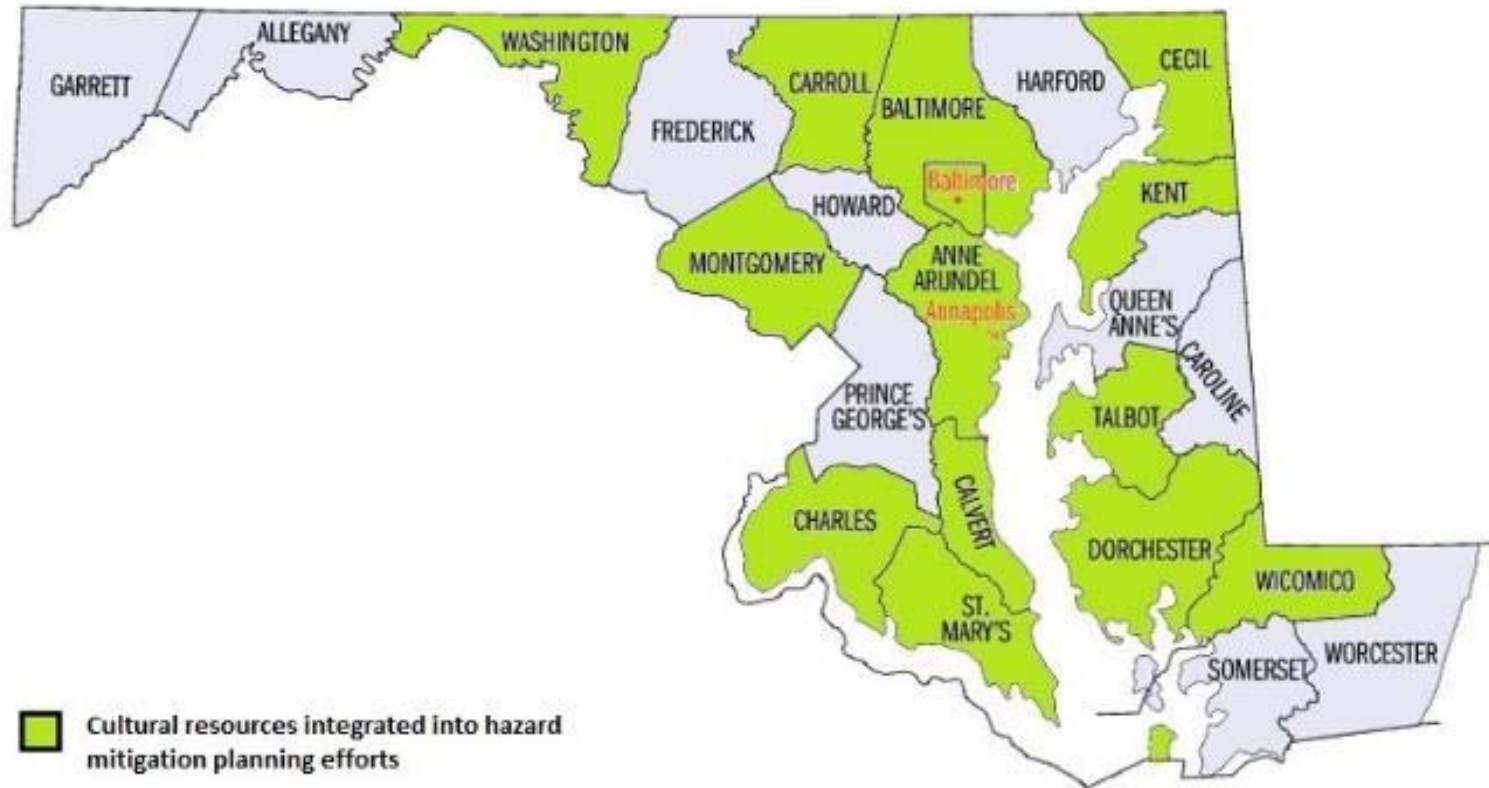 ALLEGANY
WASHINGTON
GARRETT
CARROLL
CECIL
HARFORD
BALTIMORE
FREDERICK
Baltimore
KENT
HOWARD
MONTGOMERY
ANNE
ARUNDEL
Annapolis
QUEEN
ANNE'S
CAROLINE
PRINCE
GEORGE'S
TALBOT
CHARLES
CALVERT
DORCHESTER
WICOMICO
ST.
MARY'S
SOMERSET
WORCESTER
Cultural resources integrated into hazard
mitigation planning efforts